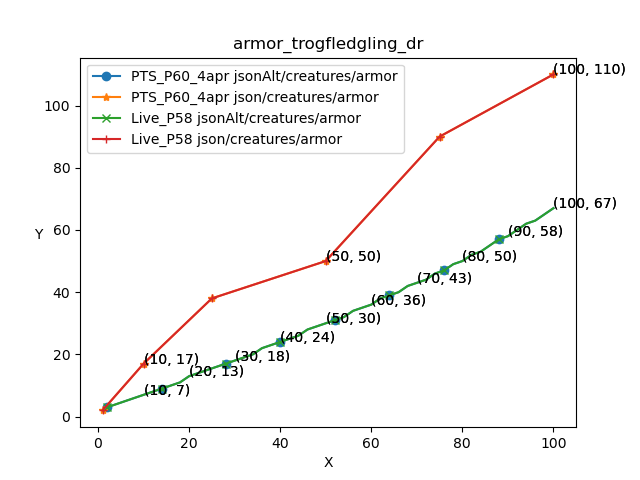 armor_trogfledgling_dr
PTS_P60_4apr jsonAlt/creatures/armor
PTS_P60_4apr json/creatures/armor
Live_P58 jsonAlt/creatures/armor
Live_P58 json/creatures/armor
(100, 110)
(100, 67)
(90, 58)
(80, 50)
(50, 50)
(70, 43)
(60, 36)
(50, 30)
(40, 24)
(30, 18)
(10, 17)
(20, 13)
(10, 7)
Y
100
80
60
40
20
0
0 20 40 60 80 100
X